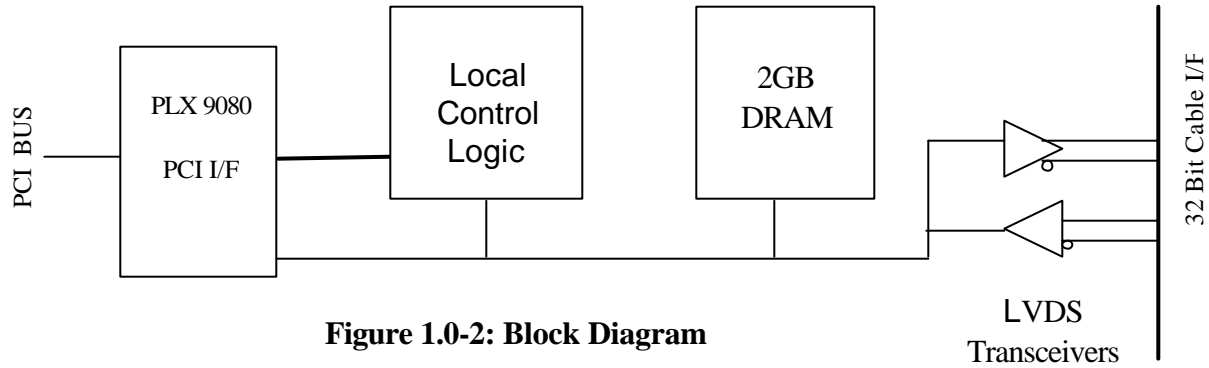 PCI BUS
PLX 9080
PCI I/F
Local
Control
Logic
2GB
DRAM
32 Bit Cable I/F
LVDS
Transceivers
Figure 1.0-2: Block Diagram